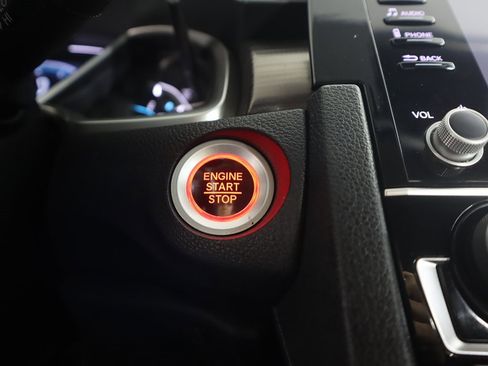 AUDIO
PHONE
BACK
VOL
ENGINE
START
STOP